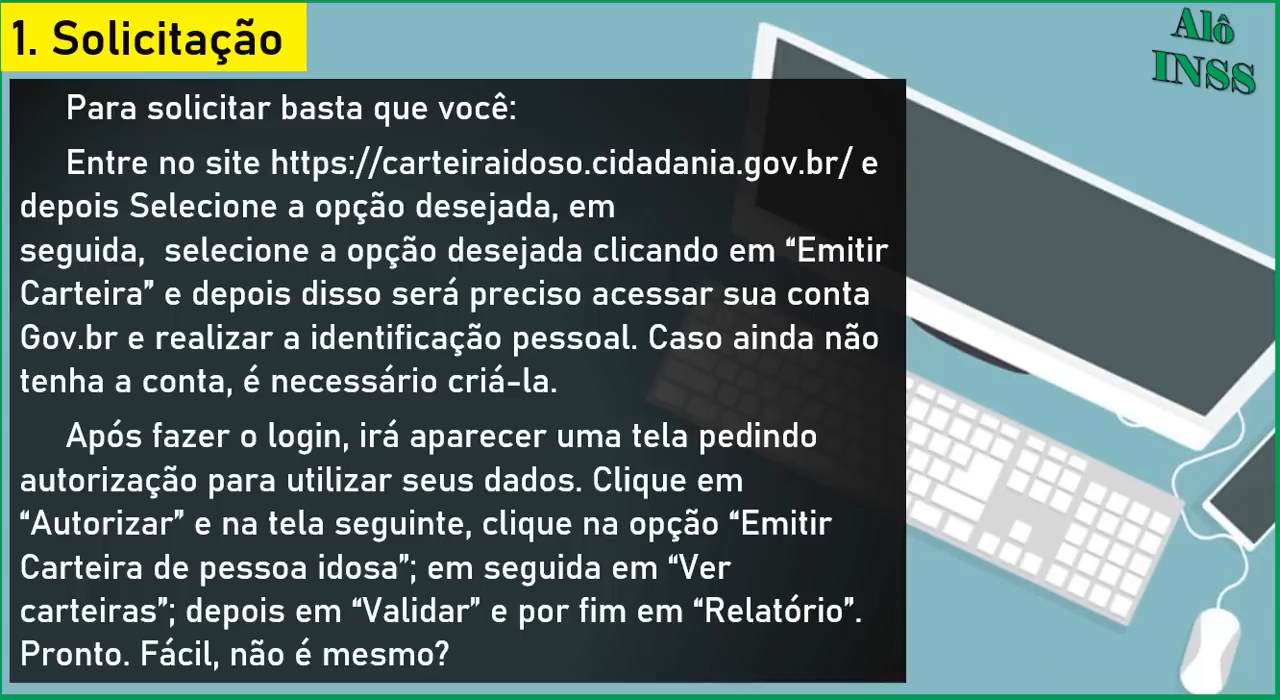 1. Solicitação
Alô
INSS
Para solicitar basta que você:
Entre no site https://carteiraidoso.cidadania.gov.br/ e
depois Selecione a opção desejada, em
seguida,  selecione a opção desejada clicando em “Emitir
Carteira” e depois disso será preciso acessar sua conta
Gov.br e realizar a identificação pessoal. Caso ainda não
tenha a conta, é necessário criá-la.
Após fazer o login, irá aparecer uma tela pedindo
autorização para utilizar seus dados. Clique em
“Autorizar” e na tela seguinte, clique na opção “Emitir
Carteira de pessoa idosa”; em seguida em “Ver
carteiras”; depois em “Validar” e por fim em “Relatório”.
Pronto. Fácil, não é mesmo?